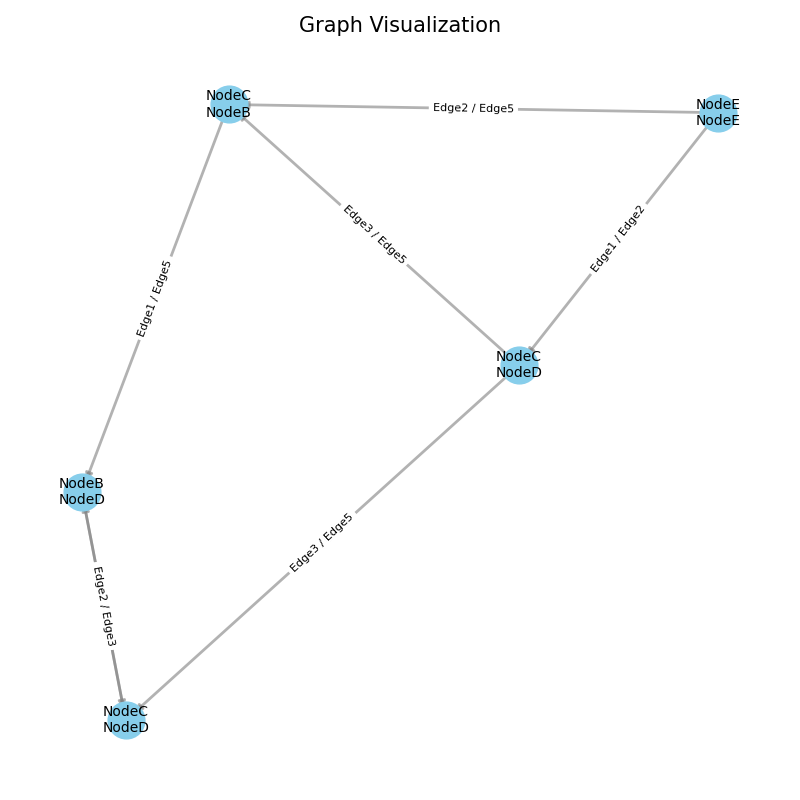 Graph Visualization
NodeC
NodeB
Edge2 / Edge5
NodeE
NodeE
Edge3 / Edge5
Edge1 / Edge2
Edge1 / Edge5
NodeC
NodeD
NodeB
NodeD
Edge3 / Edge5
Edge2 / Edge3
NodeC
NodeD